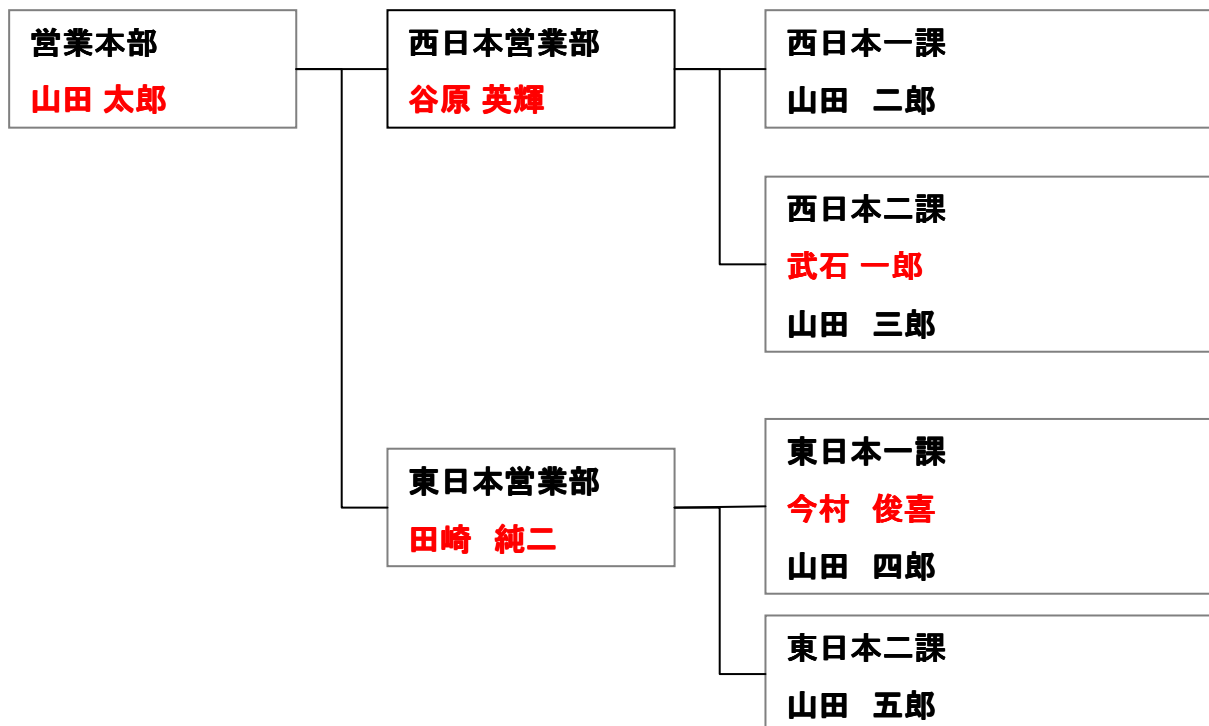 営業本部
山田 太郎
西日本営業部
谷原 英輝
西日本一課
山田 二郎
西日本二課
武石 一郎
山田 三郎
東日本営業部
田崎 純二
東日本一課
今村 俊喜
山田 四郎
東日本二課
山田 五郎